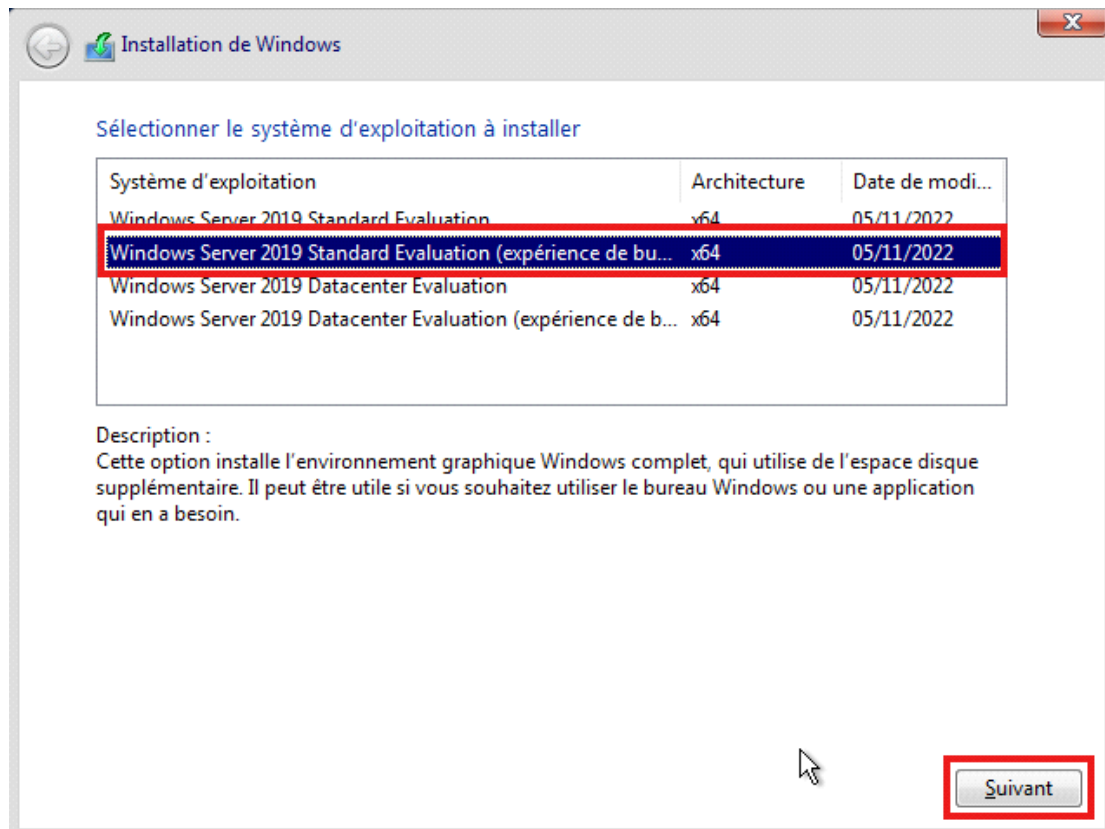 Installation de Windows
Sélectionner le système d'exploitation à installer
Système d'exploitation Architecture Date de modi...
Windows Server 2019 Standard Evaluation x64 05/11/2022
Windows Server 2019 Standard Evaluation (expérience de bu... x64 05/11/2022
Windows Server 2019 Datacenter Evaluation x64 05/11/2022
Windows Server 2019 Datacenter Evaluation (expérience de b... x64 05/11/2022
Description :
Cette option installe l'environnement graphique Windows complet, qui utilise de l'espace disque
supplémentaire. Il peut être utile si vous souhaitez utiliser le bureau Windows ou une application
qui en a besoin.
Suivant